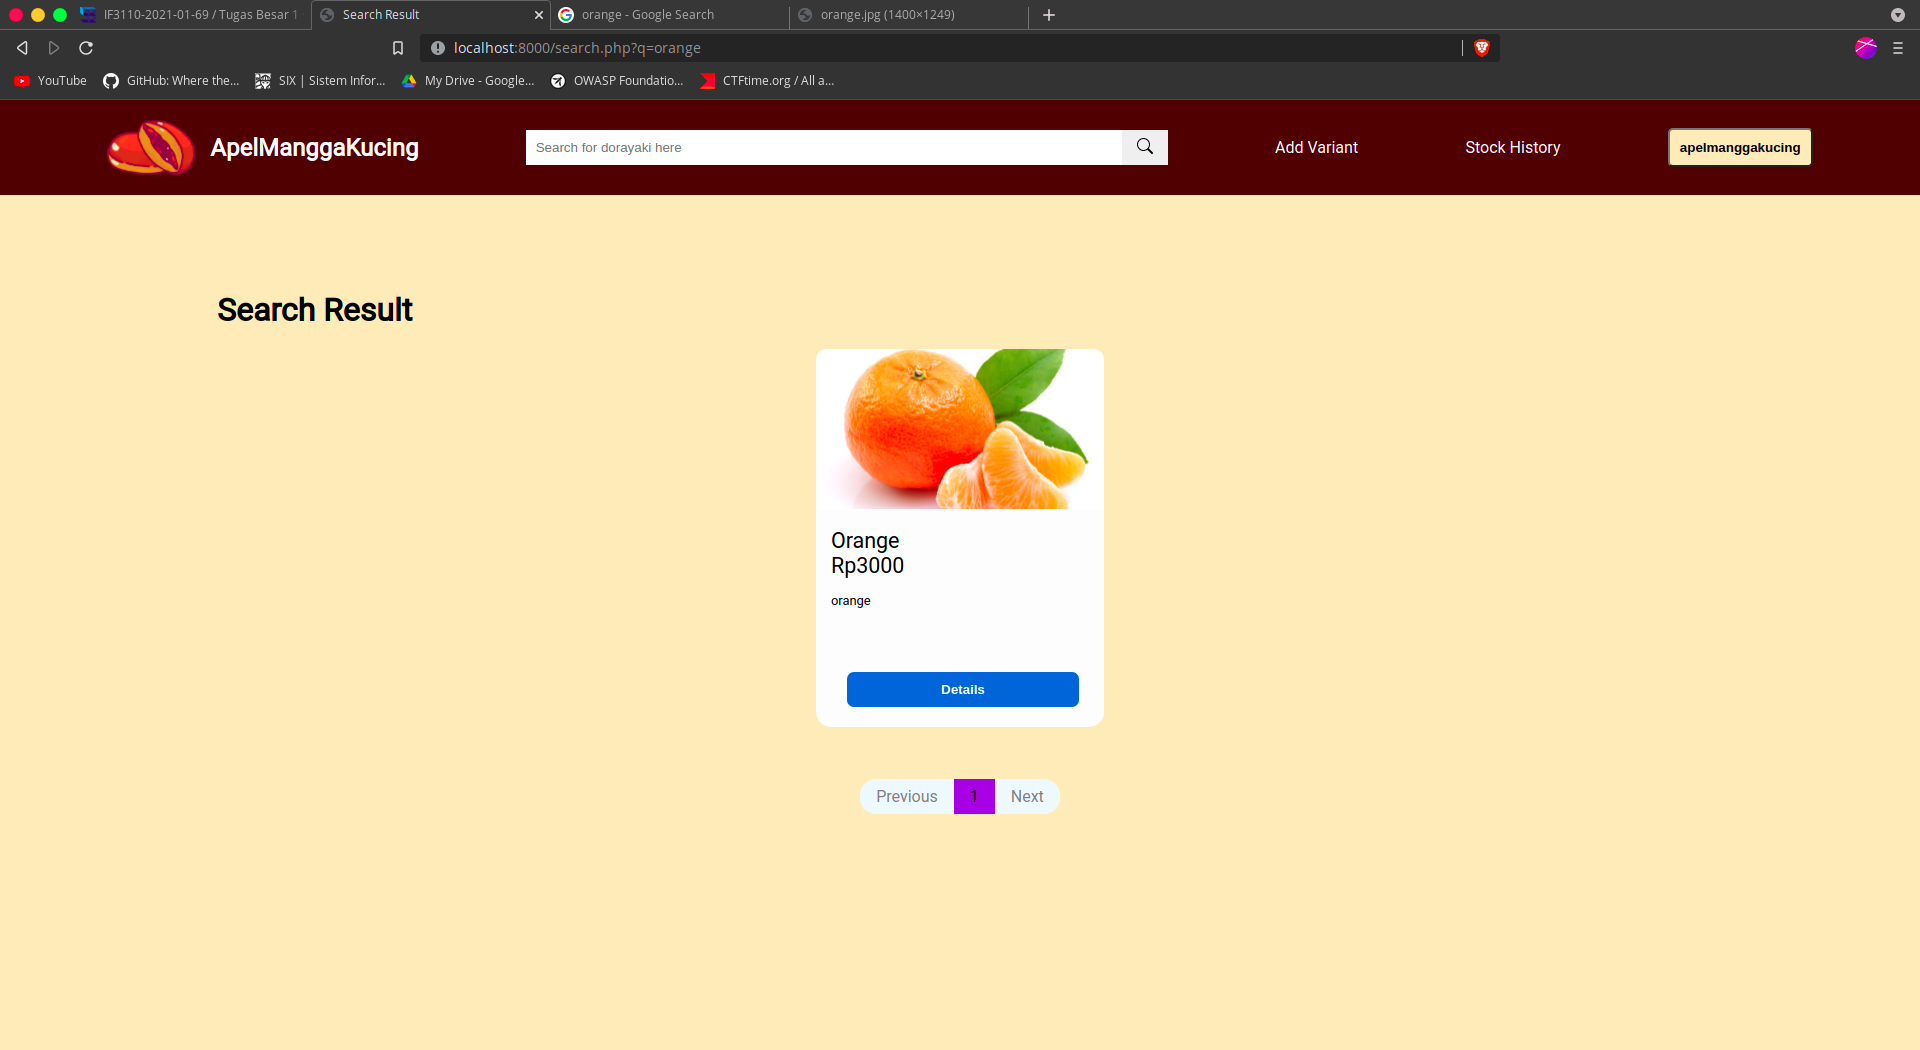 IF3110-2021-01-69 / Tugas Besar 1
Search Result
orange - Google Search
orange.jpg (1400×1249)
localhost:8000/search.php?q=orange
YouTube
GitHub: Where the...
SIX | Sistem Infor...
My Drive - Google...
OWASP Foundatio...
CTFtime.org / All a...
ApelManggaKucing
Search for dorayaki here
Add Variant
Stock History
apelmanggakucing
Search Result
Orange
Rp3000
orange
Details
Previous
1
Next